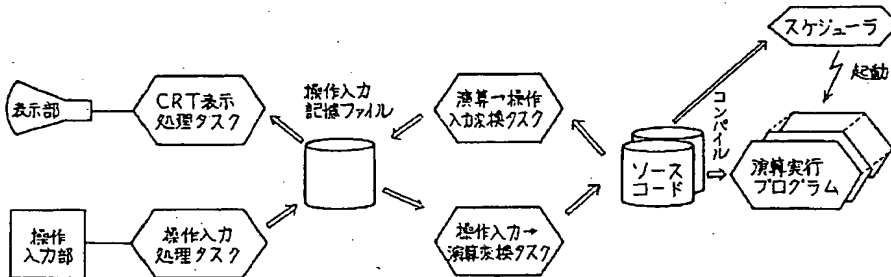 表示部
CRT表示
処理タスク
操作入力
記憶ファイル
演算→操作
入力変換タスク
コンパイル
スケジューラ
起動
ソース
コード
演算実行
プログラム
操作
入力部
操作入力
処理タスク
操作入力→
演算変換タスク